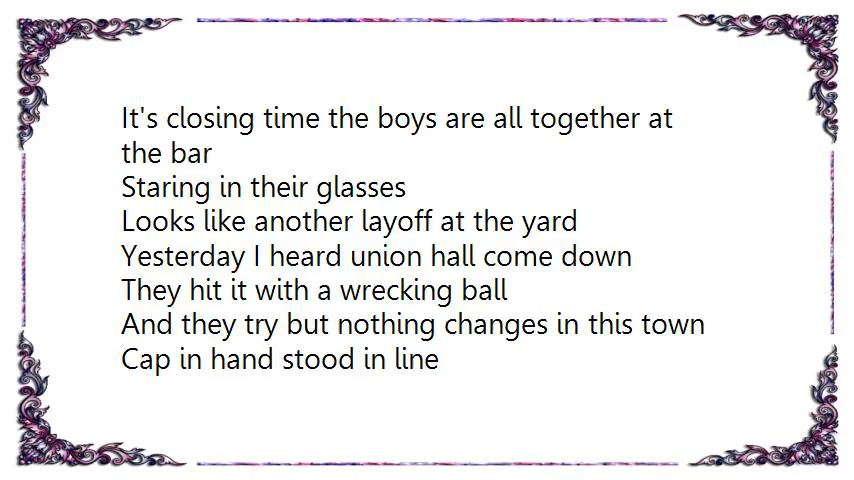 It's closing time the boys are all together at
the bar
Staring in their glasses
Looks like another layoff at the yard
Yesterday I heard union hall come down
They hit it with a wrecking ball
And they try but nothing changes in this town
Cap in hand stood in line